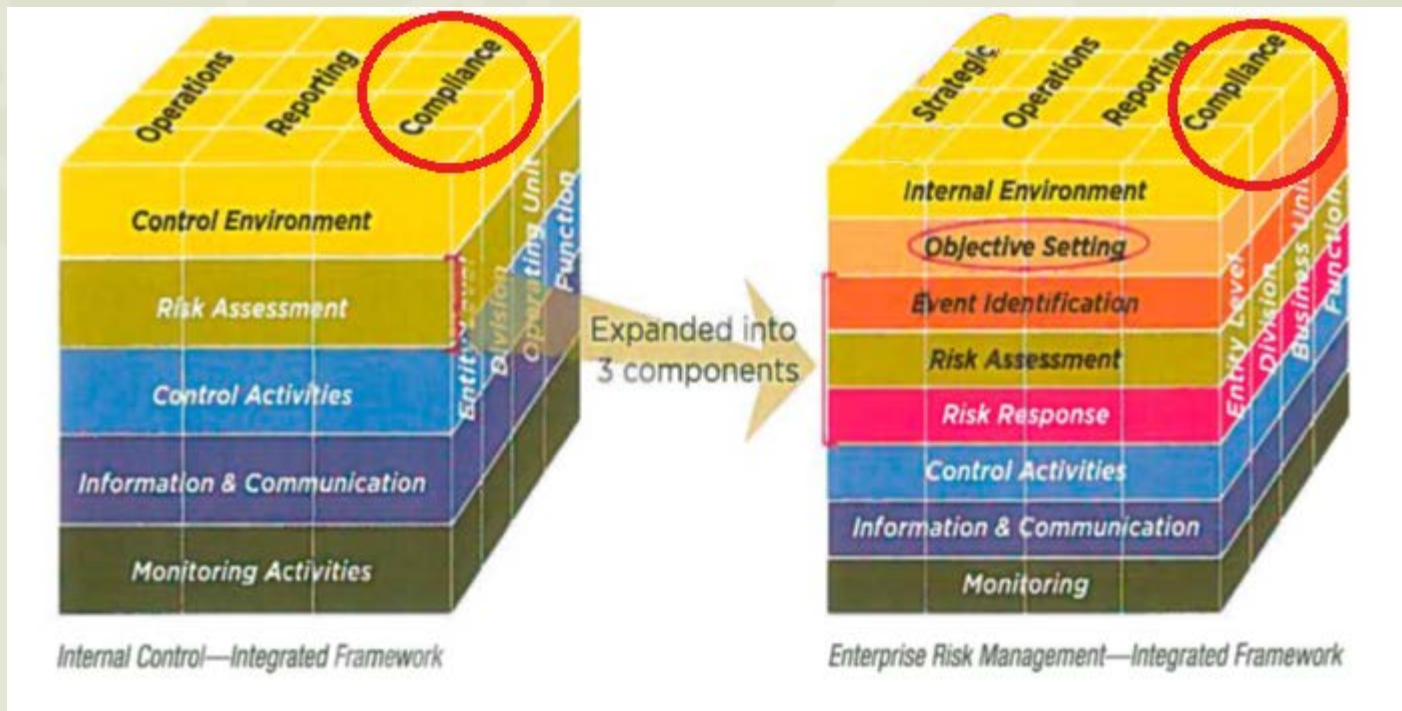 Operations
Reporting
Compliance
Control Environment
Risk Assessment
Control Activities
Information & Communication
Monitoring Activities
Division
Operating Unit
Function
Internal Control—Integrated Framework
Expanded into
3 components
Strategic
Operations
Reporting
Compliance
Internal Environment
Objective Setting
Event Identification
Risk Assessment
Risk Response
Control Activities
Information & Communication
Monitoring
Entity Level
Division
Business Unit
Function
Enterprise Risk Management—Integrated Framework